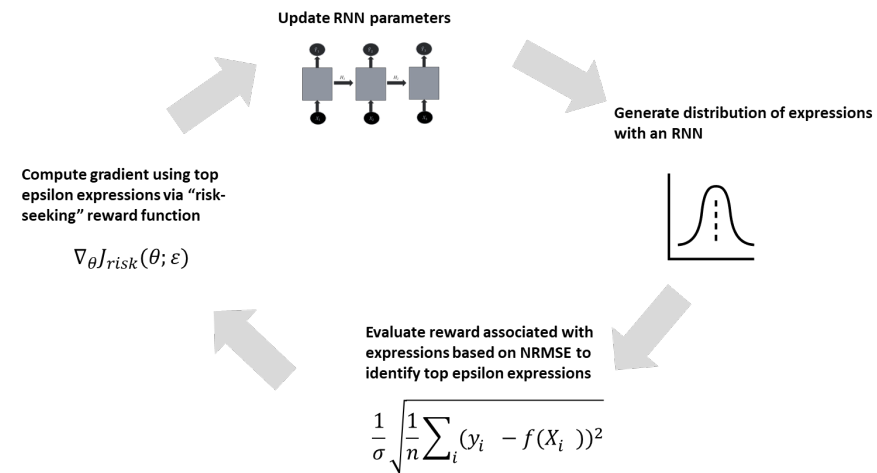 Update RNN parameters
Generate distribution of expressions
with an RNN
Compute gradient using top
epsilon expressions via “risk-
seeking” reward function
∇θJrisk(θ; ε)
Evaluate reward associated with
expressions based on NRMSE to
identify top epsilon expressions
1/σ √(1/n ∑i(yi − f(Xi ))²